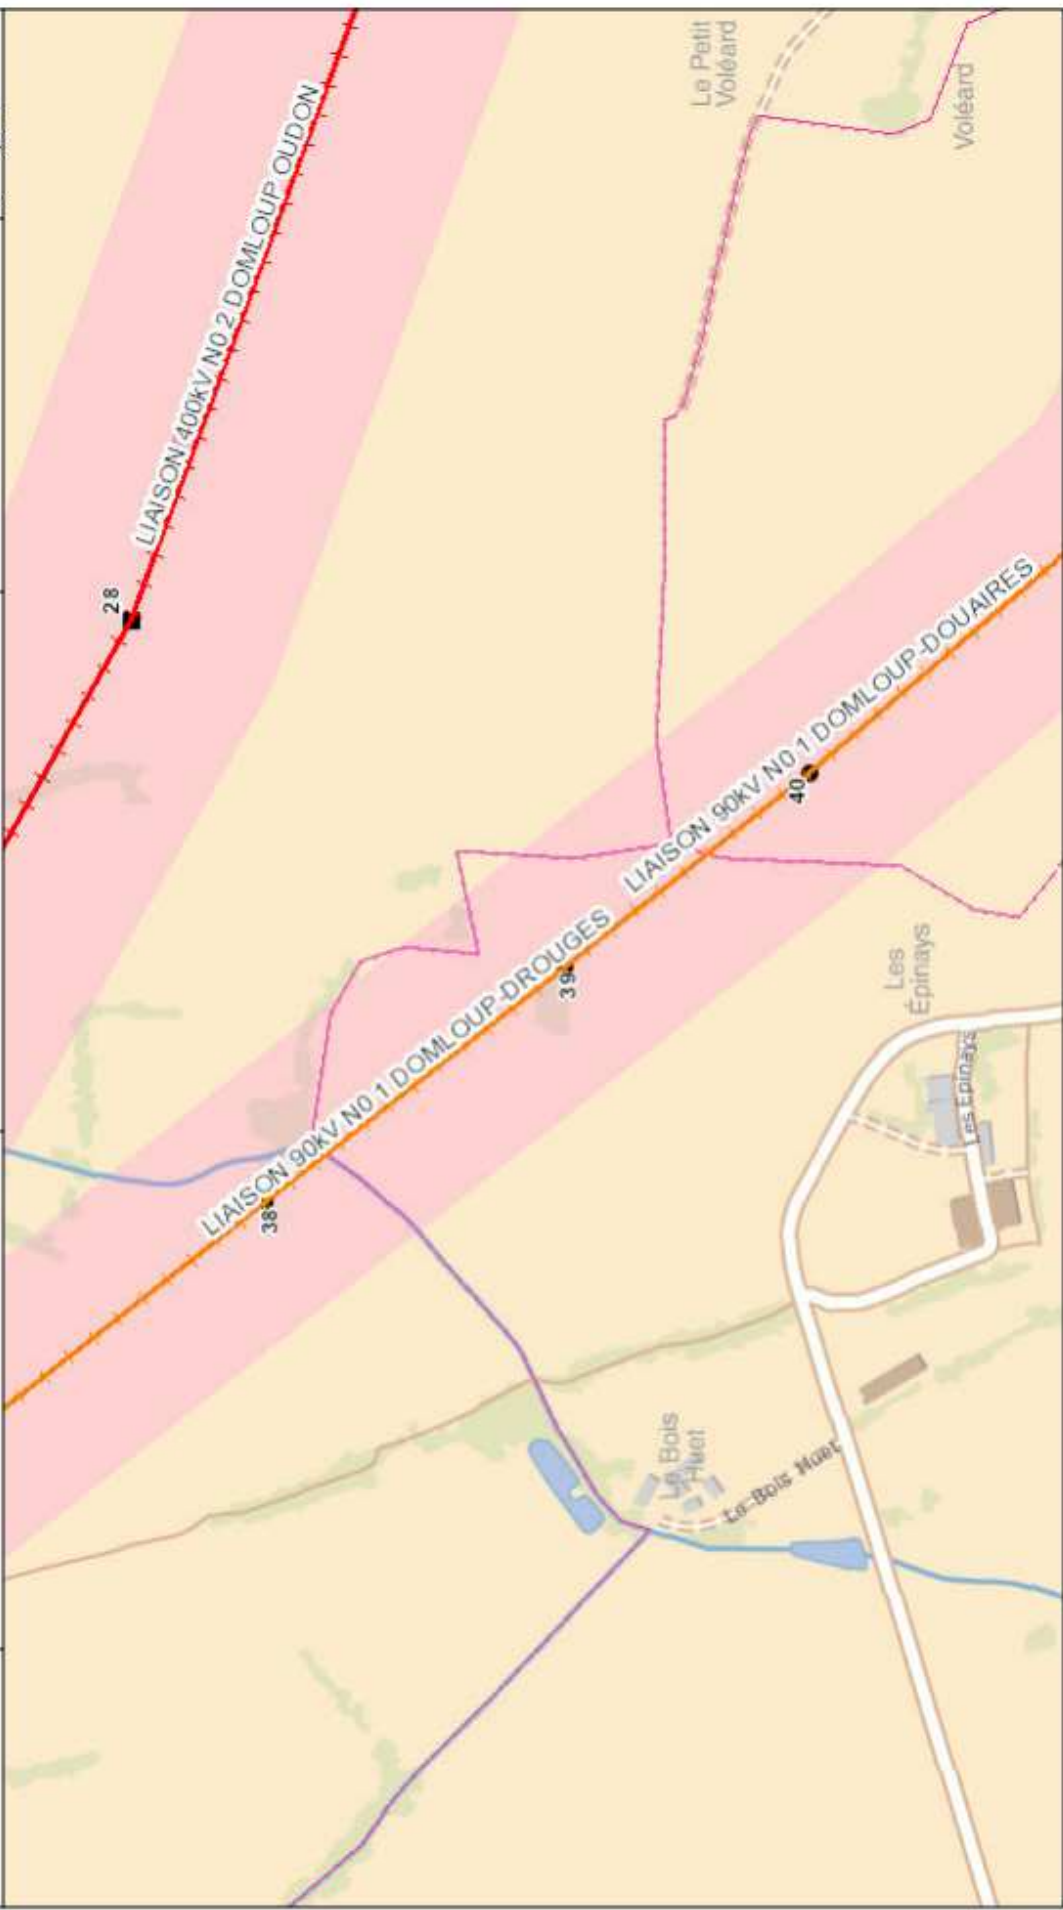 Le Petit
Voléard
Voléard
LIAISON 400kV N0 2 DOMLOUP OUDON
28
LIAISON 90kV N0 1 DOMLOUP-DOUAIRES
40
LIAISON 90kV N0 1 DOMLOUP-DROUGES
39
38
Les
Épinays
Les Epinays
Le Bois
Huet
Le Bois Huet